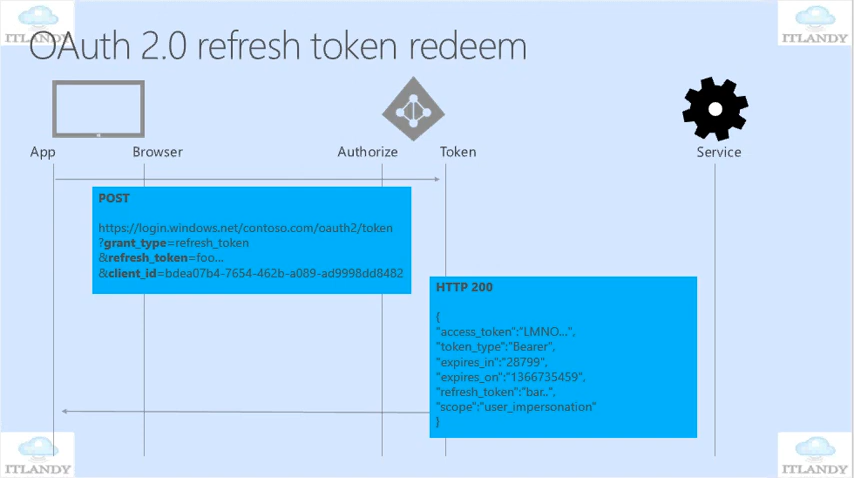 ITLANDY
OAuth 2.0 refresh token redeem
ITLANDY
App
Browser
Authorize
Token
Service
POST
https://login.windows.net/contoso.com/oauth2/token
?grant_type=refresh_token
&refresh_token=foo...
&client_id=bdea07b4-7654-462b-a089-ad9998dd8482
HTTP 200
{
"access_token":"LMNO...",
"token_type":"Bearer",
"expires_in":"28799",
"expires_on":"1366735459",
"refresh_token":"bar..",
"scope":"user_impersonation"
}
ITLANDY
ITLANDY